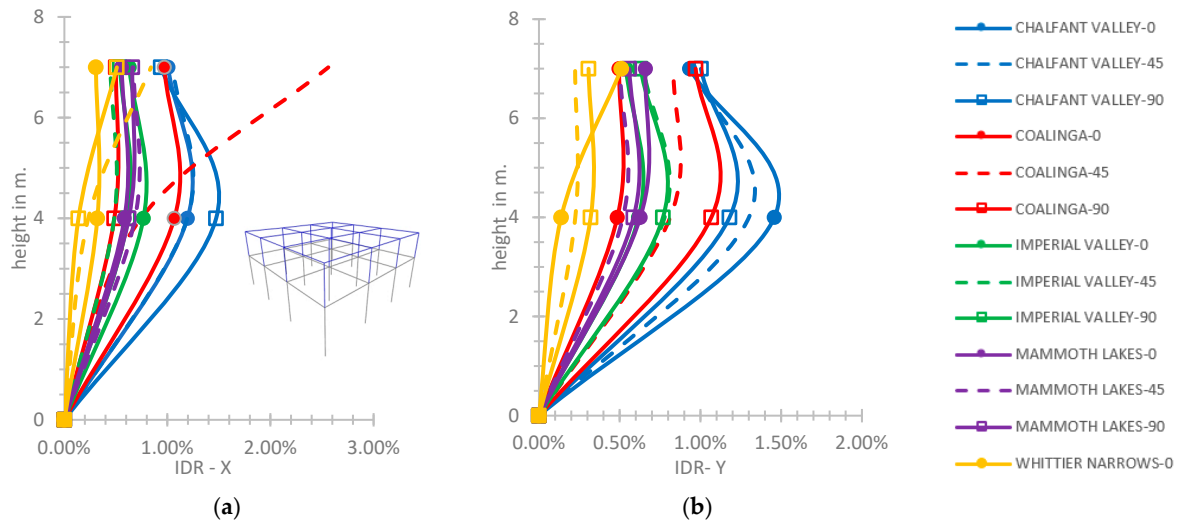 8
6
4
2
0
height in m.
0.00%
1.00%
2.00%
3.00%
IDR - X
(a)
8
6
4
2
0
height in m.
0.00%
0.50%
1.00%
1.50%
2.00%
IDR- Y
(b)
CHALFANT VALLEY-0
CHALFANT VALLEY-45
CHALFANT VALLEY-90
COALINGA-0
COALINGA-45
COALINGA-90
IMPERIAL VALLEY-0
IMPERIAL VALLEY-45
IMPERIAL VALLEY-90
MAMMOTH LAKES-0
MAMMOTH LAKES-45
MAMMOTH LAKES-90
WHITTIER NARROWS-0